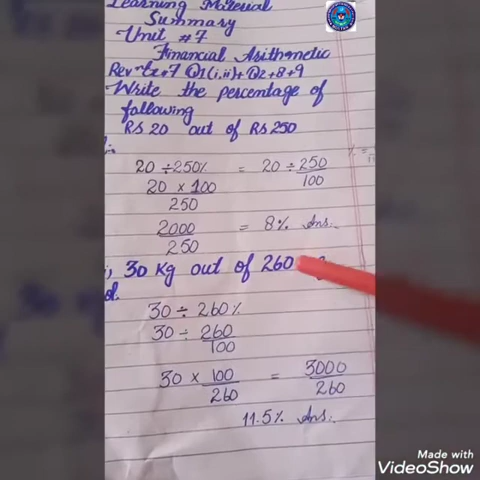 Learning Material
Summary
Unit #7
Financial Arithmetic
Rev-Ex#7 Q1(i,ii)+Q2+8+9
Write the percentage of
following
RS 20 out of RS 250
20 ÷ 250% = 20 ÷ 250/100
20 × 100
250
2000/250 = 8% Ans.
30 Kg out of 260
30 ÷ 260%
30 ÷ 260/100
30 × 100/260 = 3000/260
11.5% Ans.
Made with
VideoShow